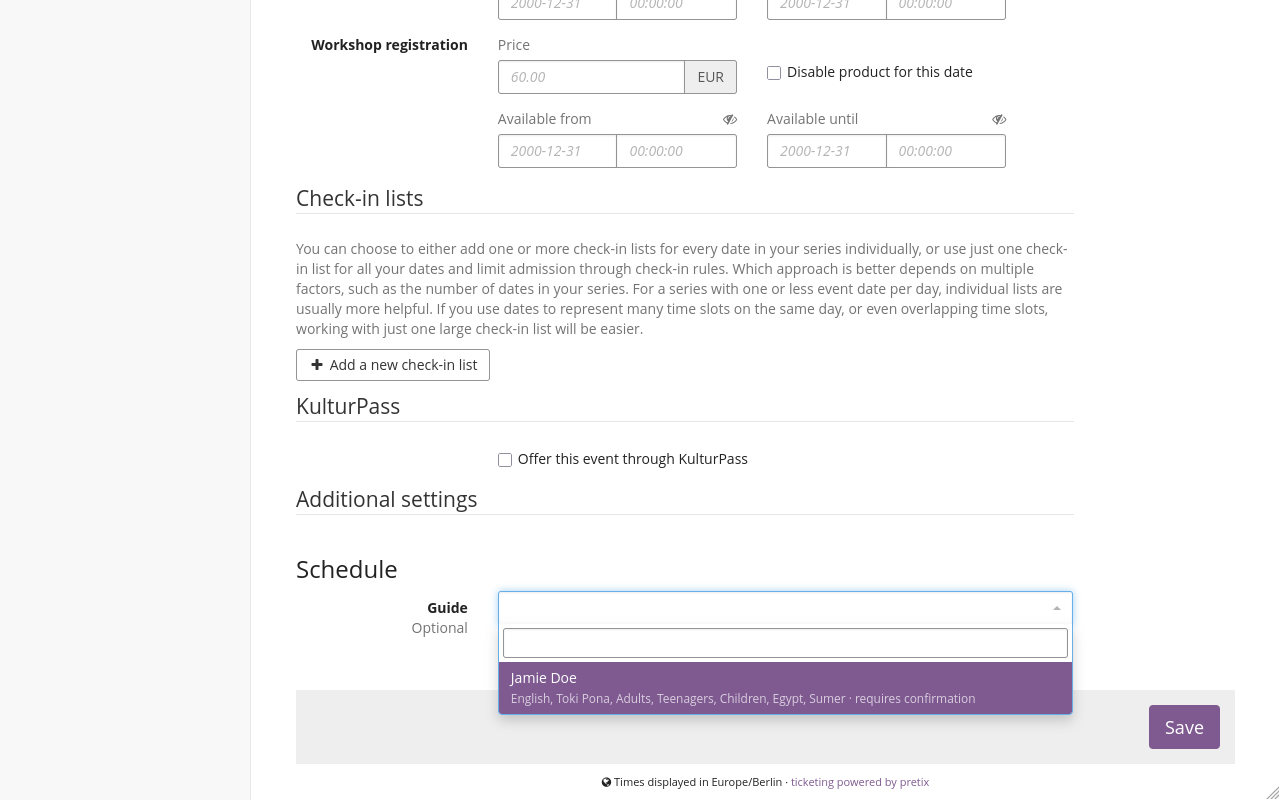 2000-12-31 00:00:00 2000-12-31 00:00:00
Workshop registration
Price
60.00 EUR
Disable product for this date
Available from
Available until
2000-12-31 00:00:00 2000-12-31 00:00:00
Check-in lists
You can choose to either add one or more check-in lists for every date in your series individually, or use just one check-
in list for all your dates and limit admission through check-in rules. Which approach is better depends on multiple
factors, such as the number of dates in your series. For a series with one or less event date per day, individual lists are
usually more helpful. If you use dates to represent many time slots on the same day, or even overlapping time slots,
working with just one large check-in list will be easier.
Add a new check-in list
KulturPass
Offer this event through KulturPass
Additional settings
Schedule
Guide
Optional
Jamie Doe
English, Toki Pona, Adults, Teenagers, Children, Egypt, Sumer · requires confirmation
Save
Times displayed in Europe/Berlin · ticketing powered by pretix